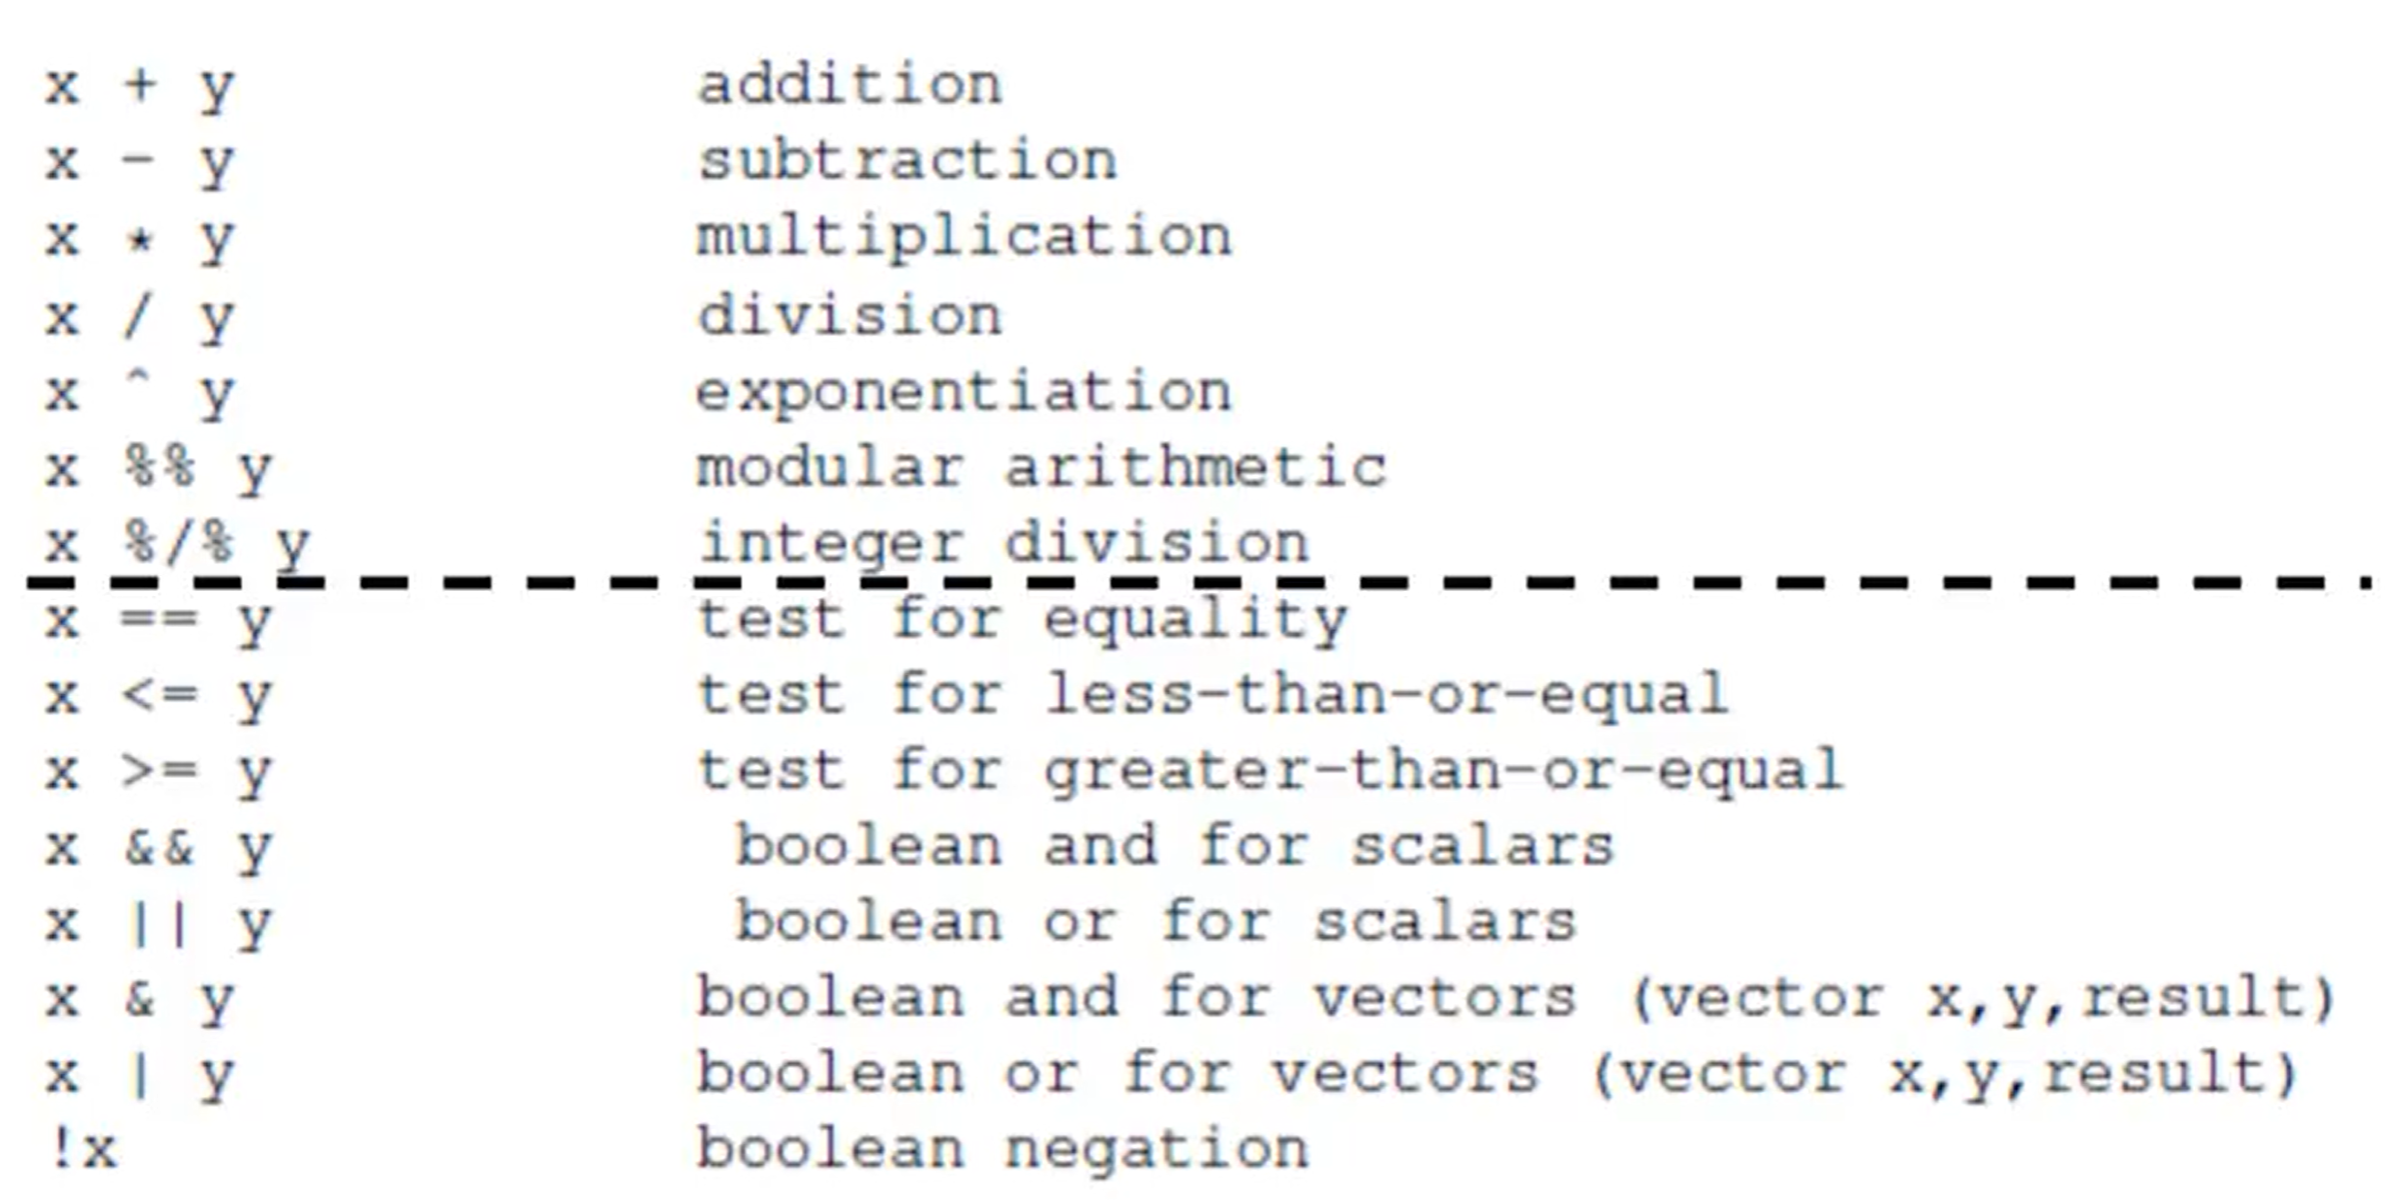 x + y addition
x - y subtraction
x * y multiplication
x / y division
x ^ y exponentiation
x %% y modular arithmetic
x %/% y integer division
x == y test for equality
x <= y test for less-than-or-equal
x >= y test for greater-than-or-equal
x && y boolean and for scalars
x || y boolean or for scalars
x & y boolean and for vectors (vector x,y,result)
x | y boolean or for vectors (vector x,y,result)
!x boolean negation